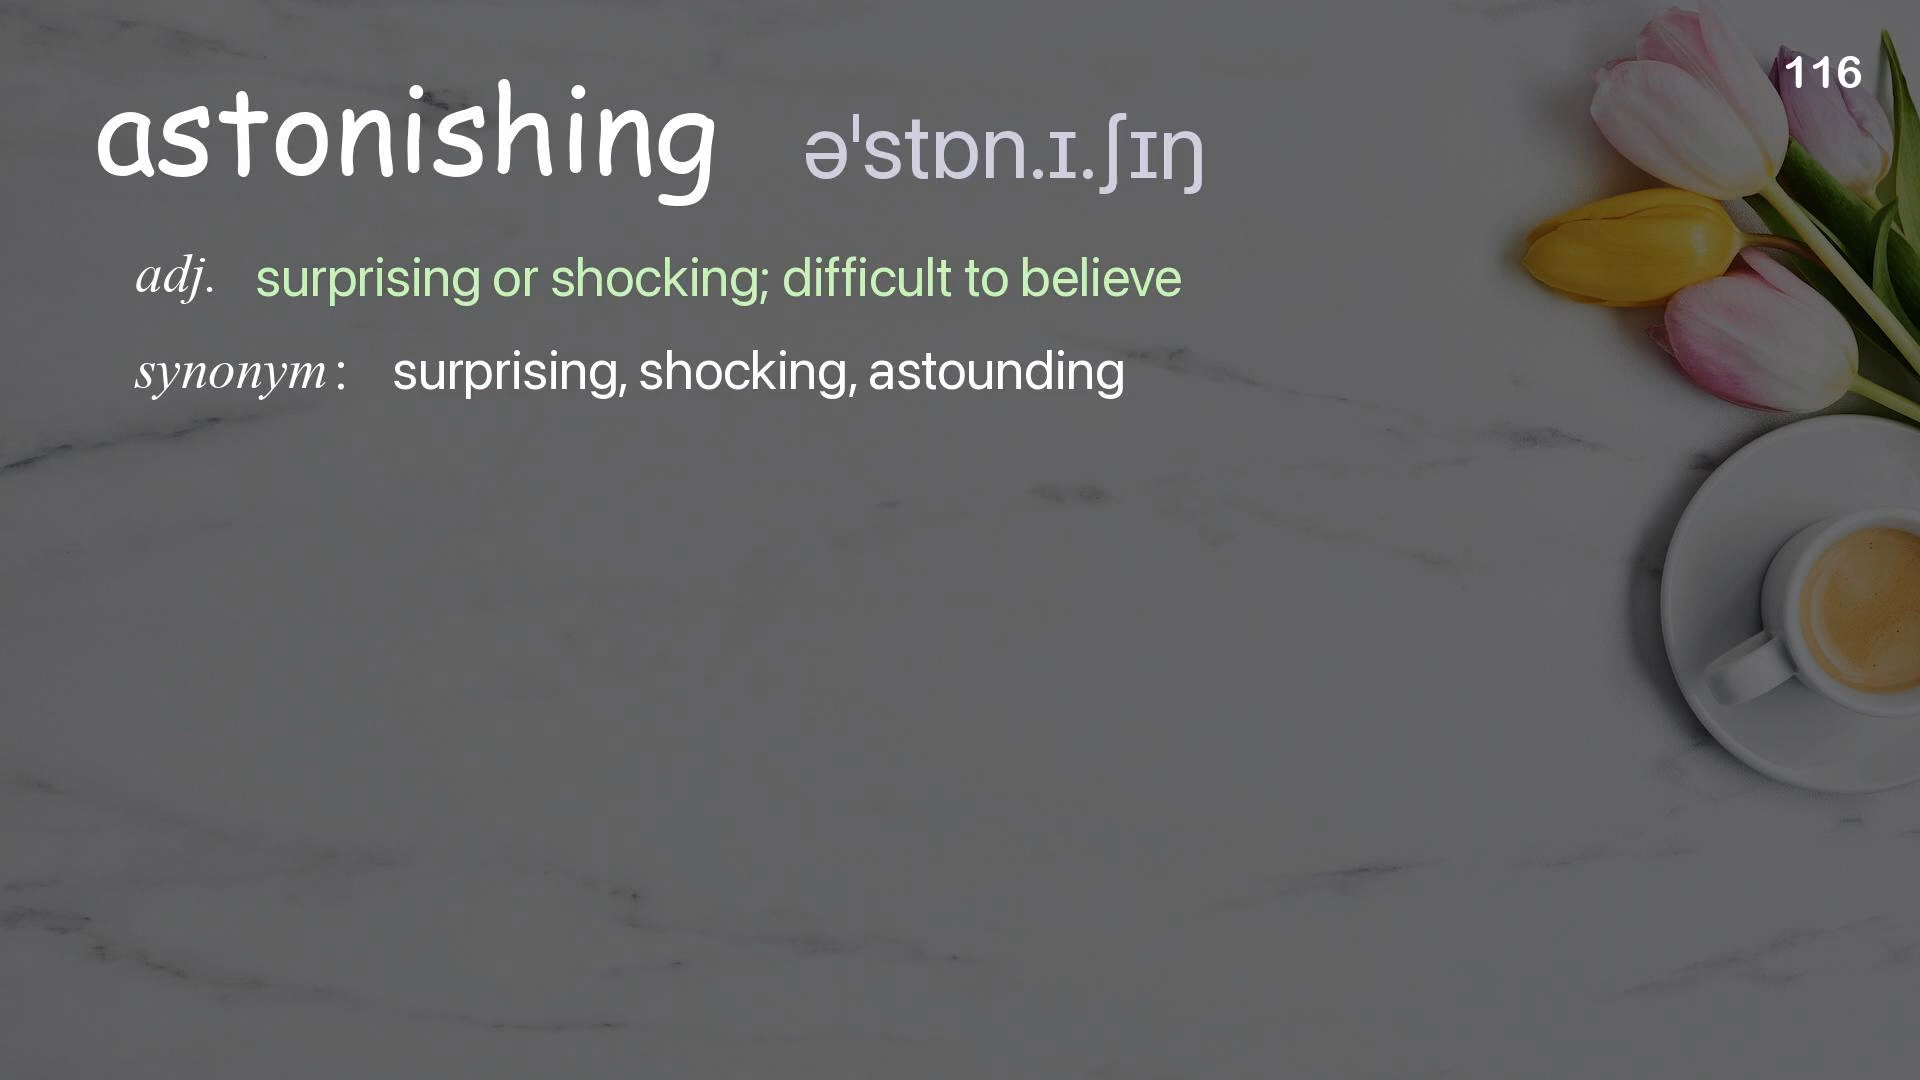 116
astonishing əˈstɒn.ɪ.ʃɪŋ
adj. surprising or shocking; difficult to believe
synonym: surprising, shocking, astounding